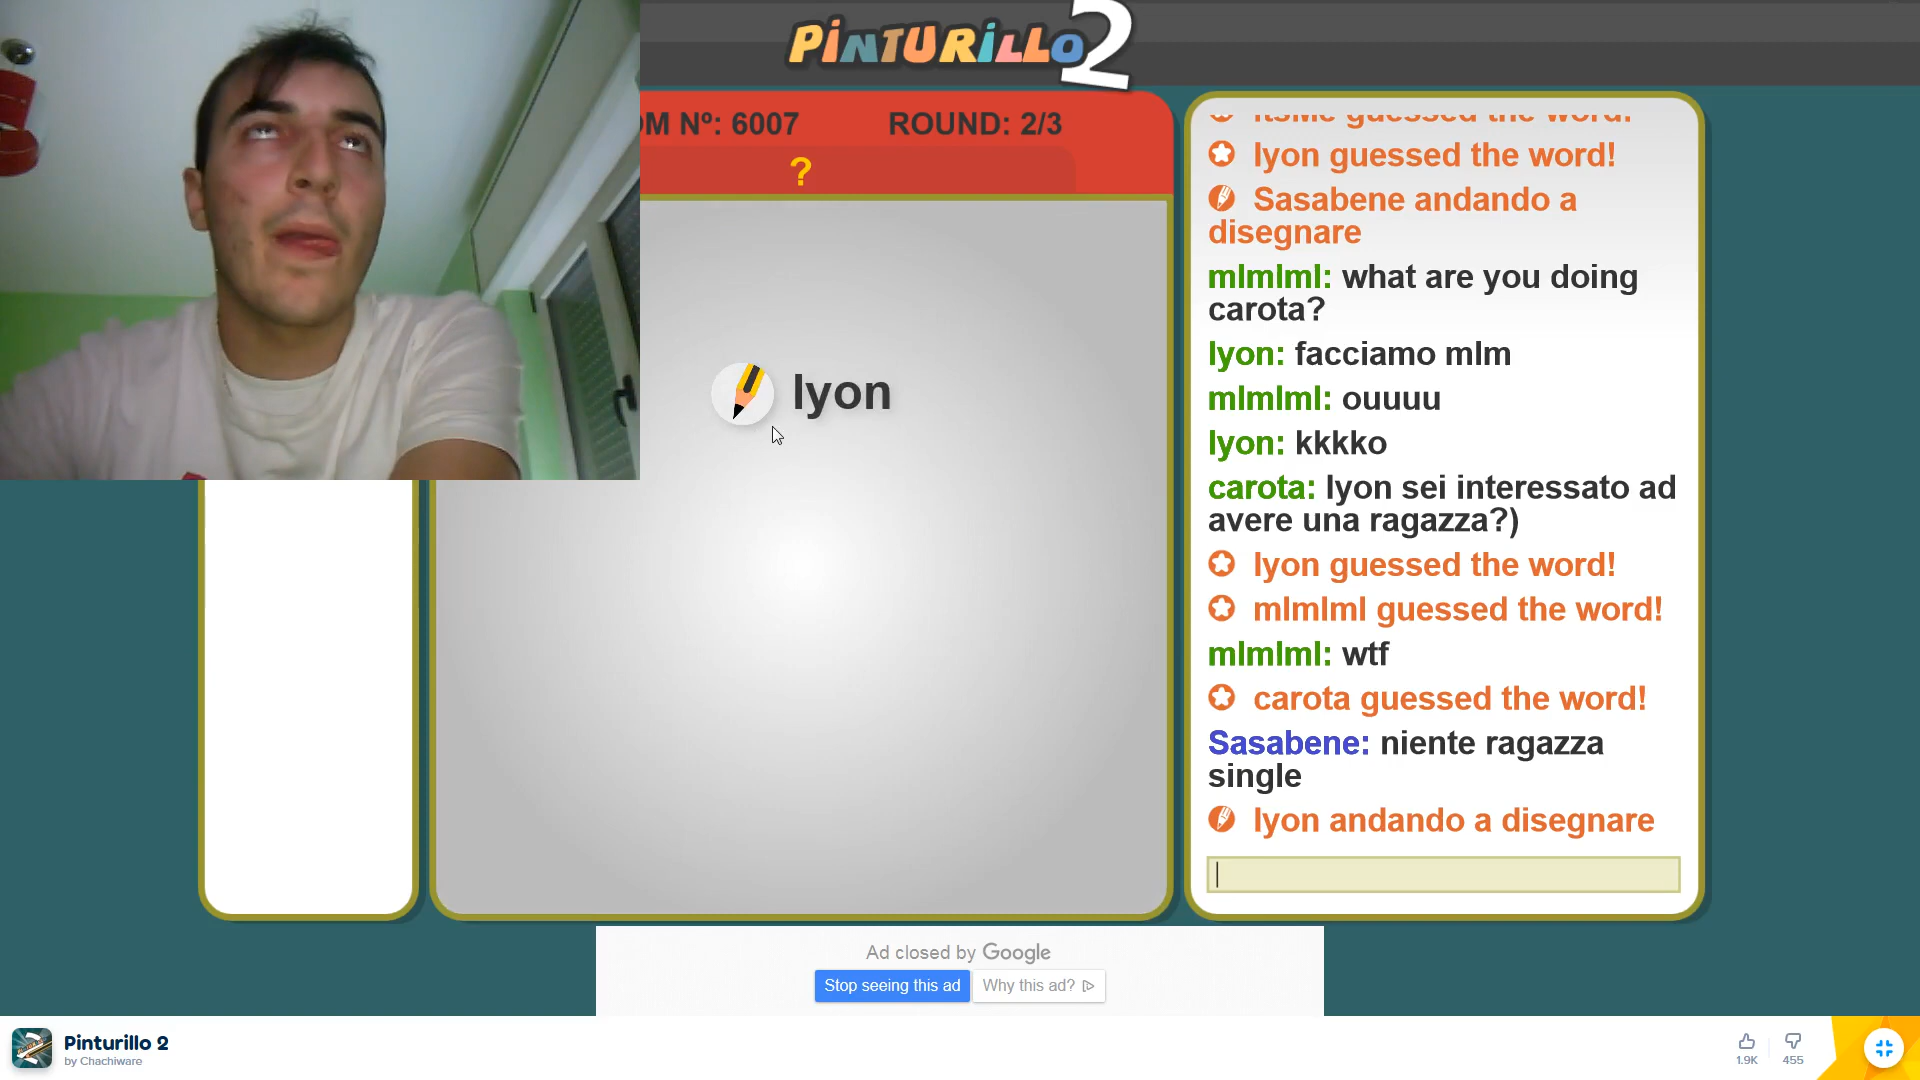 PiNTURiLLO2
M Nº: 6007
ROUND: 2/3
?
lyon
lyon guessed the word!
Sasabene andando a
disegnare
mlmlml: what are you doing
carota?
lyon: facciamo mlm
mlmlml: ouuuu
lyon: kkkko
carota: lyon sei interessato ad
avere una ragazza?)
lyon guessed the word!
mlmlml guessed the word!
mlmlml: wtf
carota guessed the word!
Sasabene: niente ragazza
single
lyon andando a disegnare
Ad closed by Google
Stop seeing this ad
Why this ad?
Pinturillo 2
by Chachiware
1.9K
455